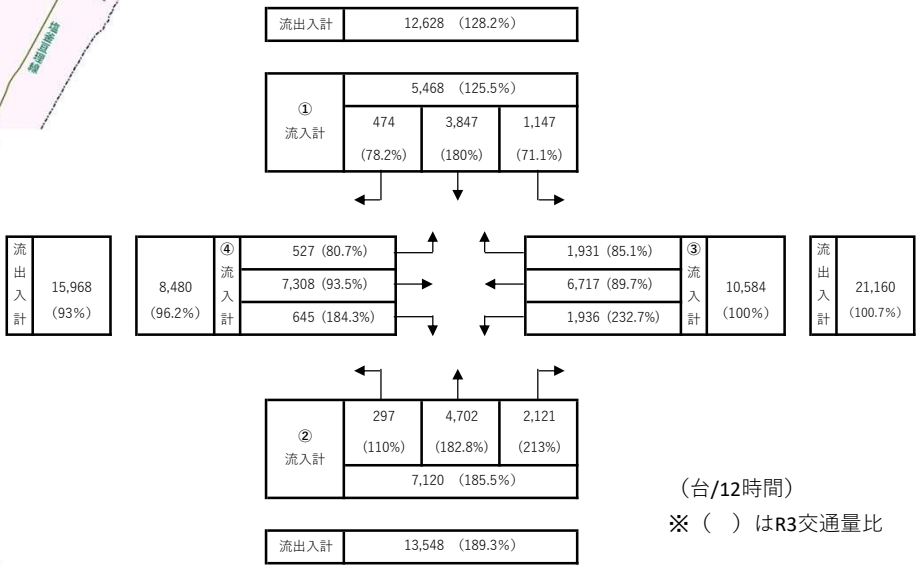 流出入計 12,628 (128.2%)
① 流入計
5,468 (125.5%)
474 3,847 1,147
(78.2%) (180%) (71.1%)
流出入計
15,968
(93%)
8,480
(96.2%)
④ 流入計
527 (80.7%)
7,308 (93.5%)
645 (184.3%)
1,931 (85.1%)
6,717 (89.7%)
1,936 (232.7%)
③ 流入計
10,584
(100%)
流出入計
21,160
(100.7%)
② 流入計
297 4,702 2,121
(110%) (182.8%) (213%)
7,120 (185.5%)
流出入計 13,548 (189.3%)
(台/12時間)
※( )はR3交通量比